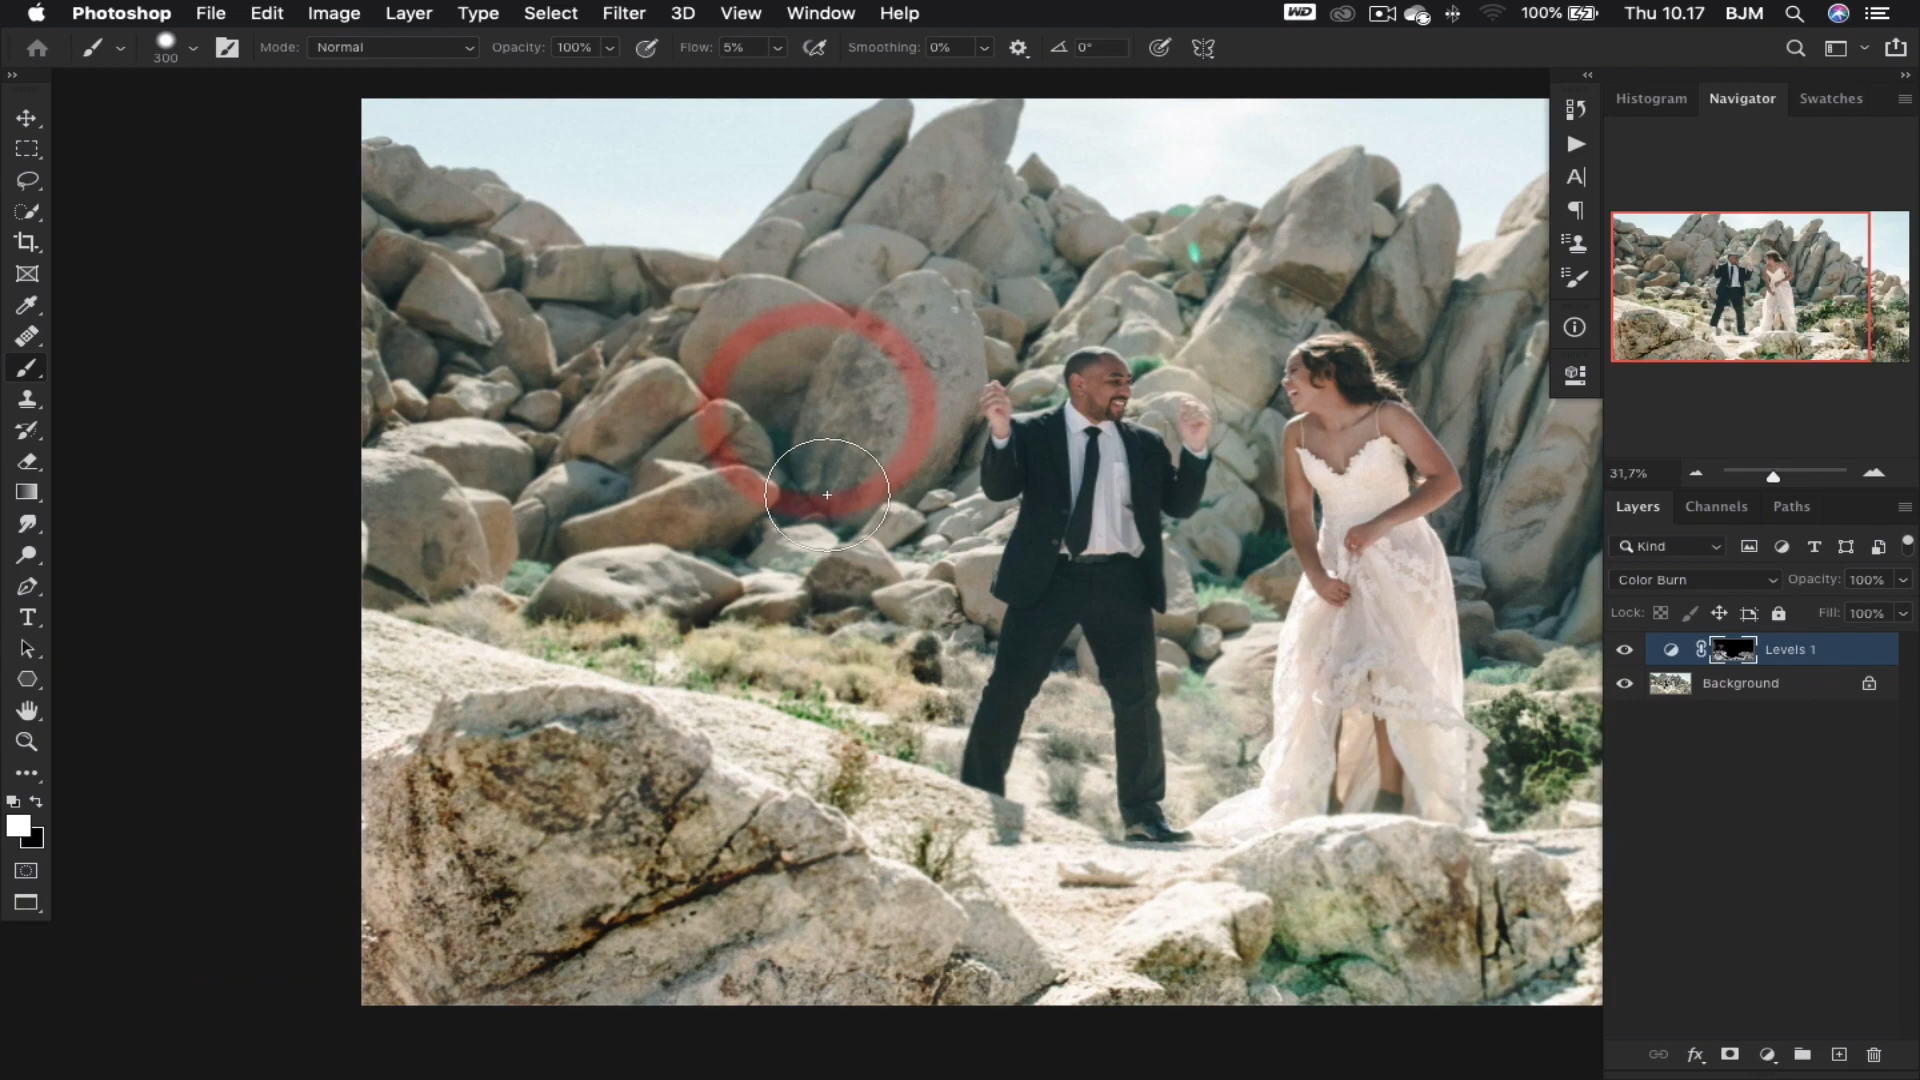 Photoshop File Edit Image Layer Type Select Filter 3D View Window Help WD 100% Thu 10.17 BJM
300 Mode: Normal Opacity: 100% Flow: 5% Smoothing: 0% 0°
Histogram Navigator Swatches
31,7%
Layers Channels Paths
Kind
Color Burn Opacity: 100%
Lock: Fill: 100%
Levels 1
Background